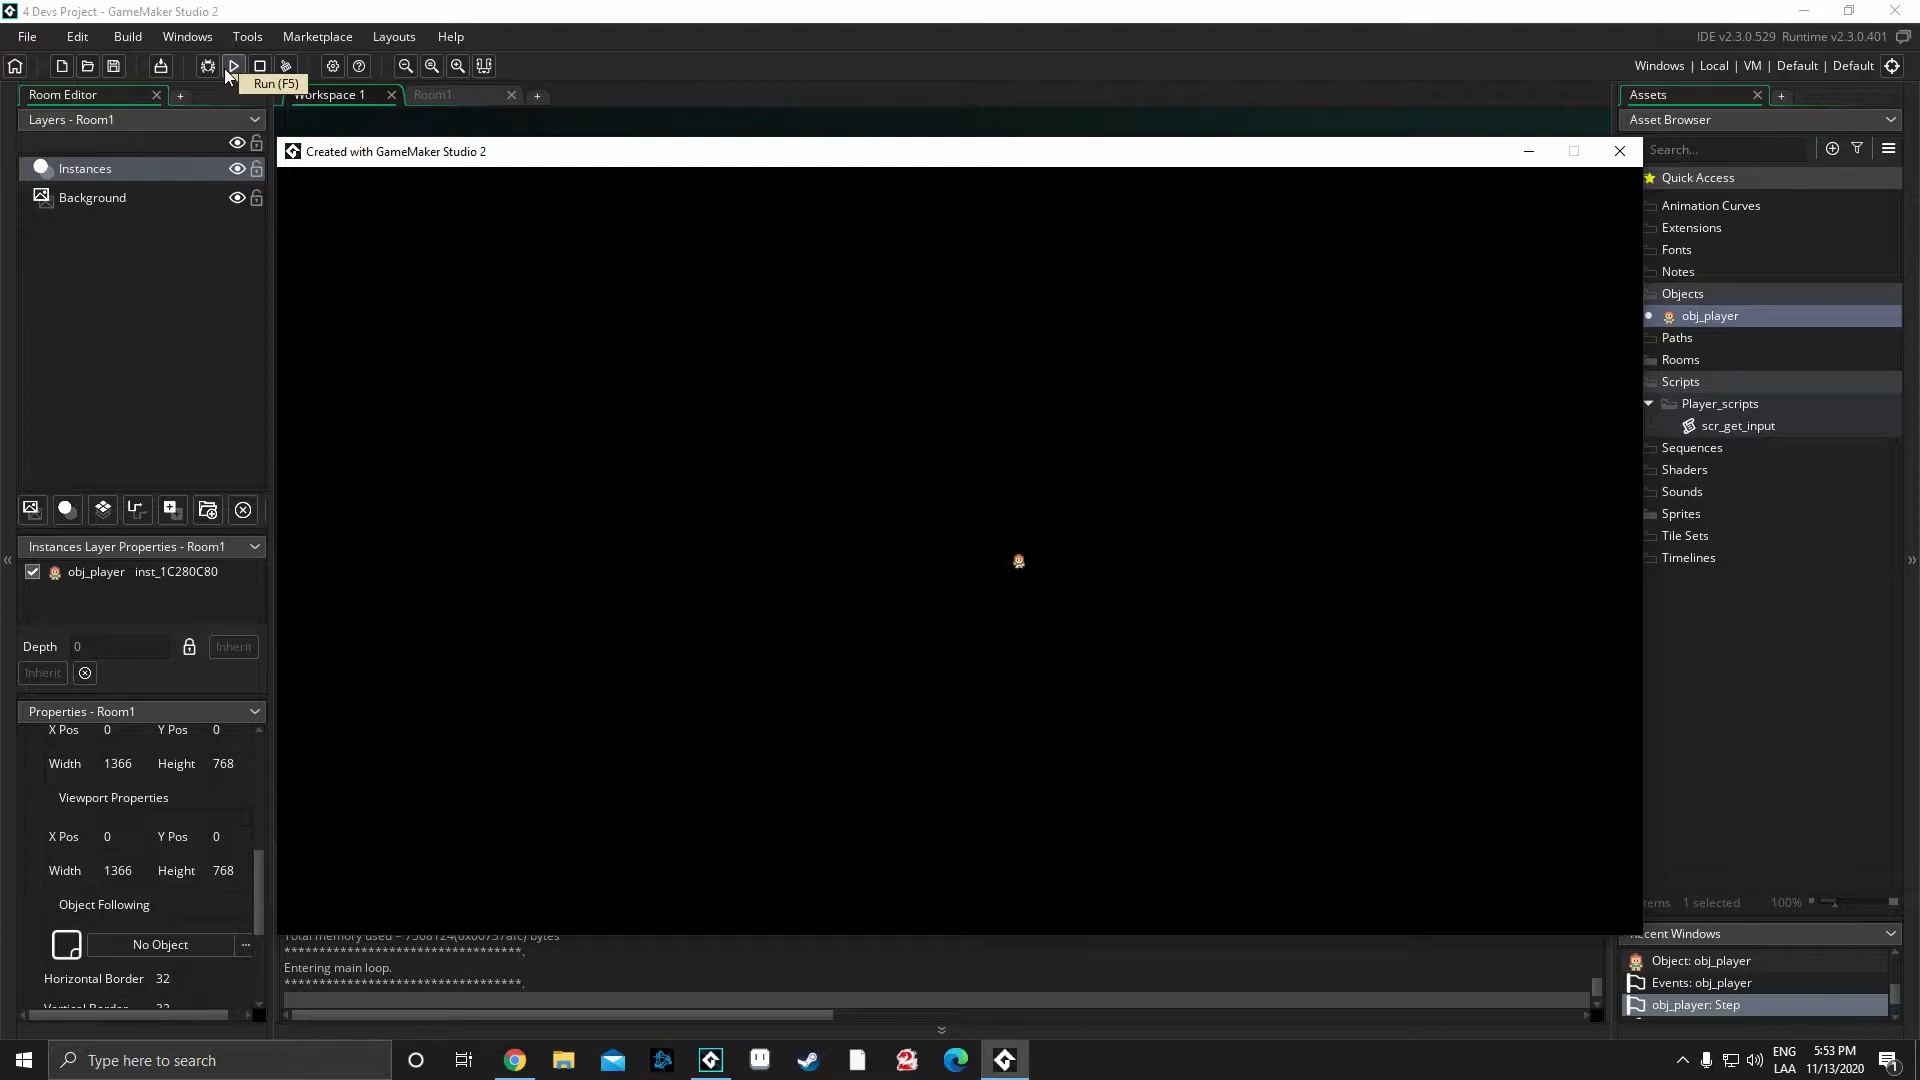 4 Devs Project - GameMaker Studio 2
File Edit Build Windows Tools Marketplace Layouts Help
IDE v2.3.0.529 Runtime v2.3.0.401
Windows | Local | VM | Default | Default
Run (F5)
Room Editor
Workspace 1
Room1
Assets
Layers - Room1
Asset Browser
Search...
Instances
Background
Created with GameMaker Studio 2
Quick Access
Animation Curves
Extensions
Fonts
Notes
Objects
obj_player
Paths
Rooms
Scripts
Player_scripts
scr_get_input
Sequences
Shaders
Sounds
Sprites
Tile Sets
Timelines
Instances Layer Properties - Room1
obj_player inst_1C280C80
Depth 0 Inherit
Inherit
Properties - Room1
X Pos 0 Y Pos 0
Width 1366 Height 768
Viewport Properties
X Pos 0 Y Pos 0
Width 1366 Height 768
Object Following
No Object ...
Horizontal Border 32
1 selected 100%
Entering main loop.
Recent Windows
Object: obj_player
Events: obj_player
obj_player: Step
Type here to search
ENG
LAA
5:53 PM
11/13/2020
1